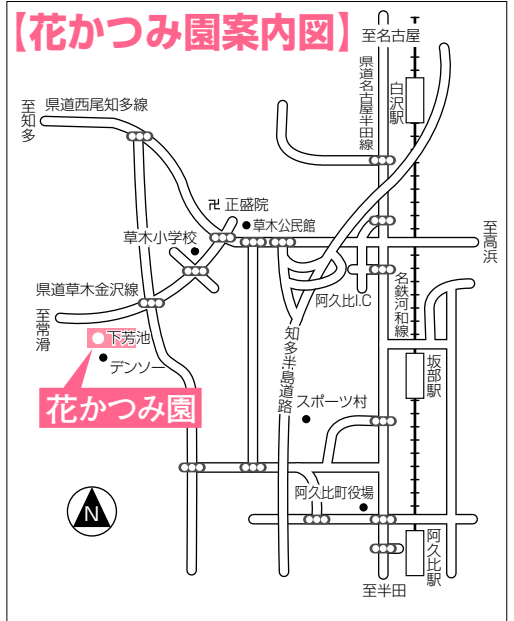 【花かつみ園案内図】
至名古屋
県道名古屋半田線
白沢駅
県道西尾知多線
至知多
卍 正盛院
草木公民館
草木小学校
至高浜
県道草木金沢線
阿久比I.C
名鉄河和線
至常滑
下芳池
デンソー
知多半島道路
坂部駅
花かつみ園
スポーツ村
阿久比町役場
N
阿久比駅
至半田